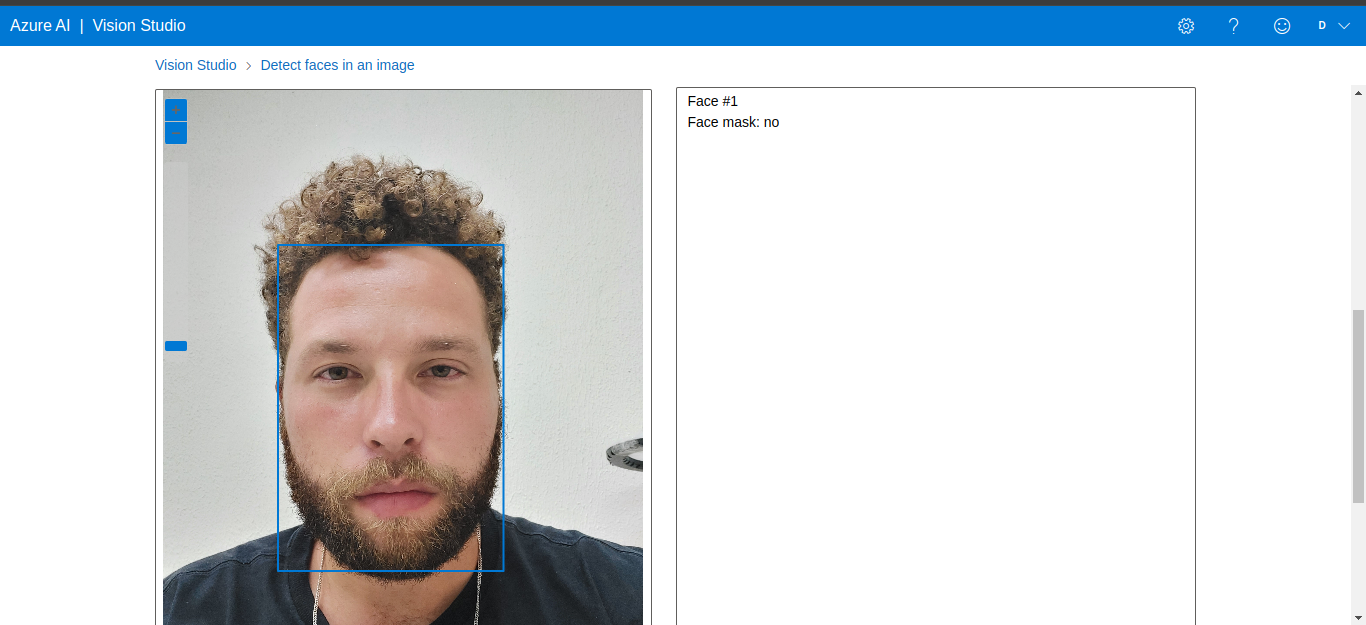 Azure AI | Vision Studio
D
Vision Studio > Detect faces in an image
Face #1
Face mask: no